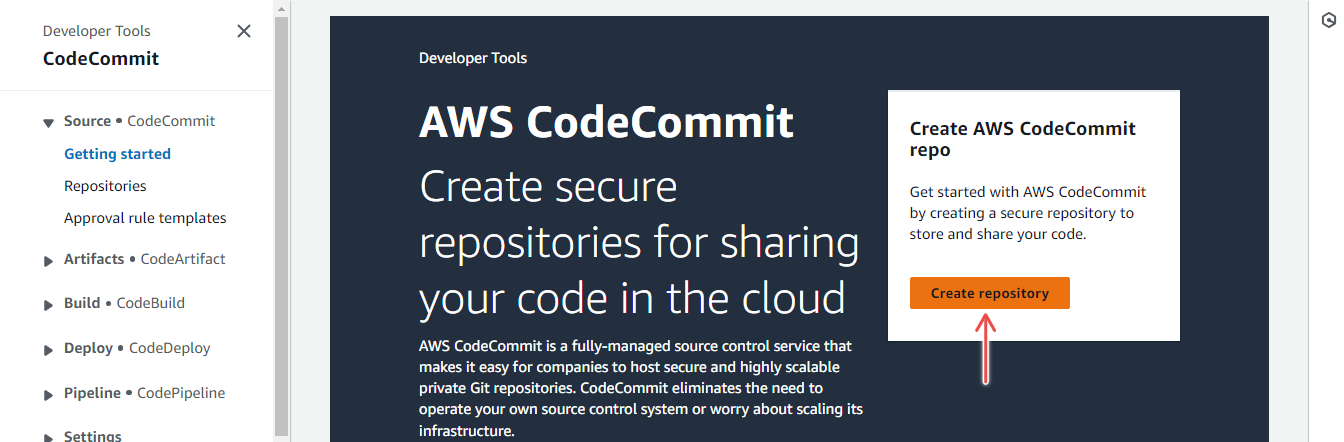 Developer Tools
CodeCommit
Source • CodeCommit
Getting started
Repositories
Approval rule templates
Artifacts • CodeArtifact
Build • CodeBuild
Deploy • CodeDeploy
Pipeline • CodePipeline
Settings
Developer Tools
AWS CodeCommit
Create secure
repositories for sharing
your code in the cloud
AWS CodeCommit is a fully-managed source control service that
makes it easy for companies to host secure and highly scalable
private Git repositories. CodeCommit eliminates the need to
operate your own source control system or worry about scaling its
infrastructure.
Create AWS CodeCommit
repo
Get started with AWS CodeCommit
by creating a secure repository to
store and share your code.
Create repository